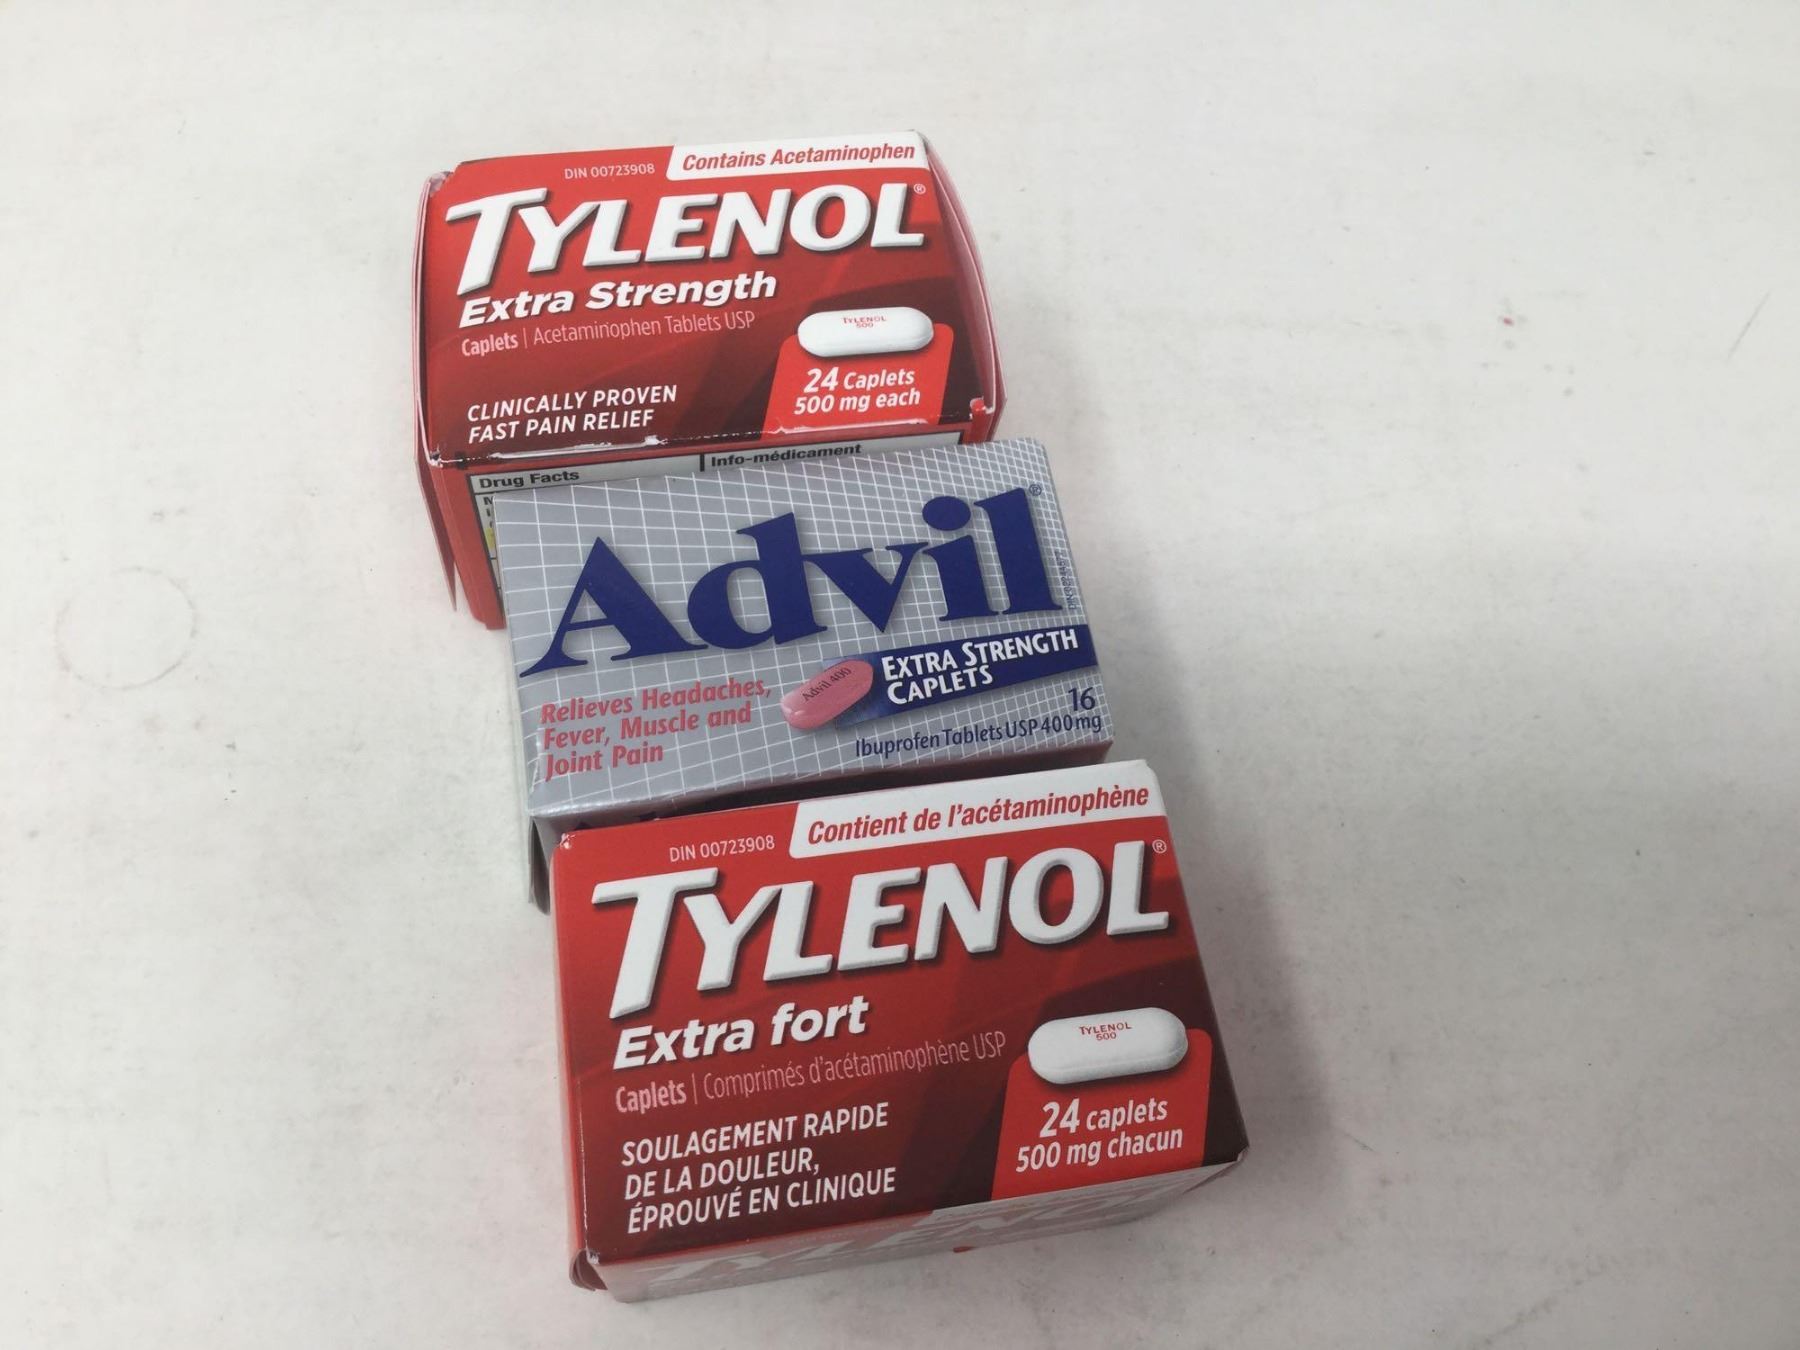 DIN 00723908
Contains Acetaminophen
TYLENOL®
Extra Strength
Caplets | Acetaminophen Tablets USP
TYLENOL
500
24 Caplets
500 mg each
CLINICALLY PROVEN
FAST PAIN RELIEF
Drug Facts
Info-médicament
Advil®
EXTRA STRENGTH
CAPLETS
Advil 400
Relieves Headaches,
Fever, Muscle and
Joint Pain
16
Ibuprofen Tablets USP 400 mg
DIN 00723908
Contient de l'acétaminophène
TYLENOL®
Extra fort
Caplets | Comprimés d'acétaminophène USP
TYLENOL
500
24 caplets
500 mg chacun
SOULAGEMENT RAPIDE
DE LA DOULEUR,
ÉPROUVÉ EN CLINIQUE